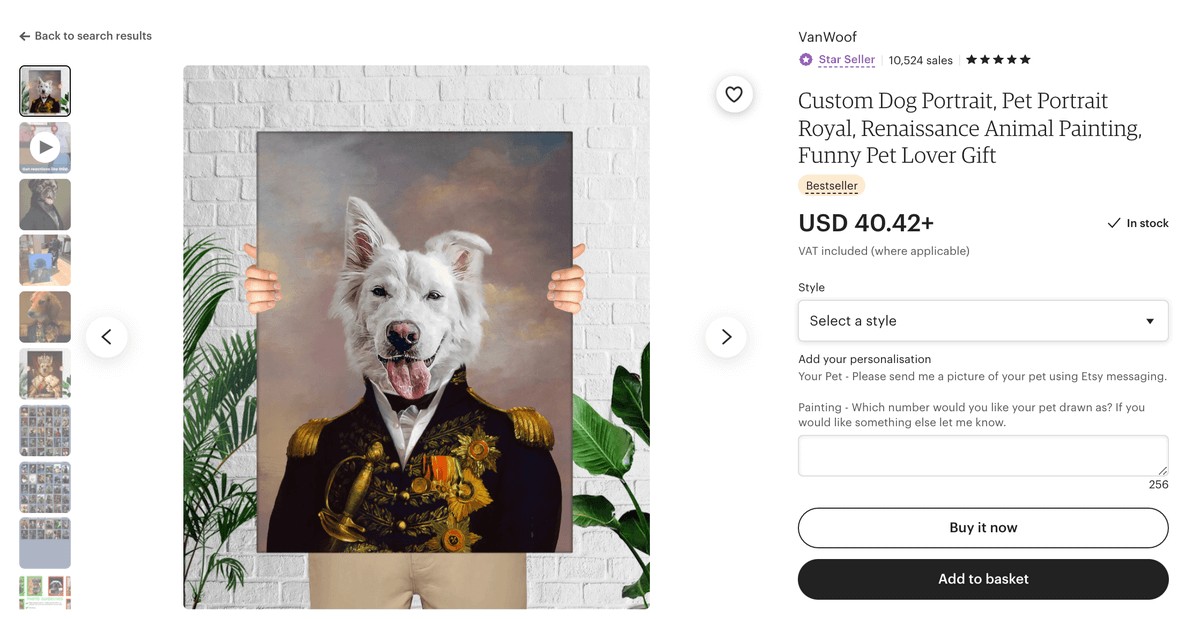 Back to search results
VanWoof
Star Seller | 10,524 sales |
Custom Dog Portrait, Pet Portrait
Royal, Renaissance Animal Painting,
Funny Pet Lover Gift
Bestseller
USD 40.42+
In stock
VAT included (where applicable)
Style
Select a style
Add your personalisation
Your Pet - Please send me a picture of your pet using Etsy messaging.
Painting - Which number would you like your pet drawn as? If you
would like something else let me know.
256
Buy it now
Add to basket